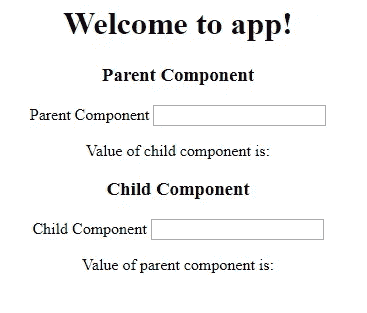 Welcome to app!
Parent Component
Parent Component
Value of child component is:
Child Component
Child Component
Value of parent component is: